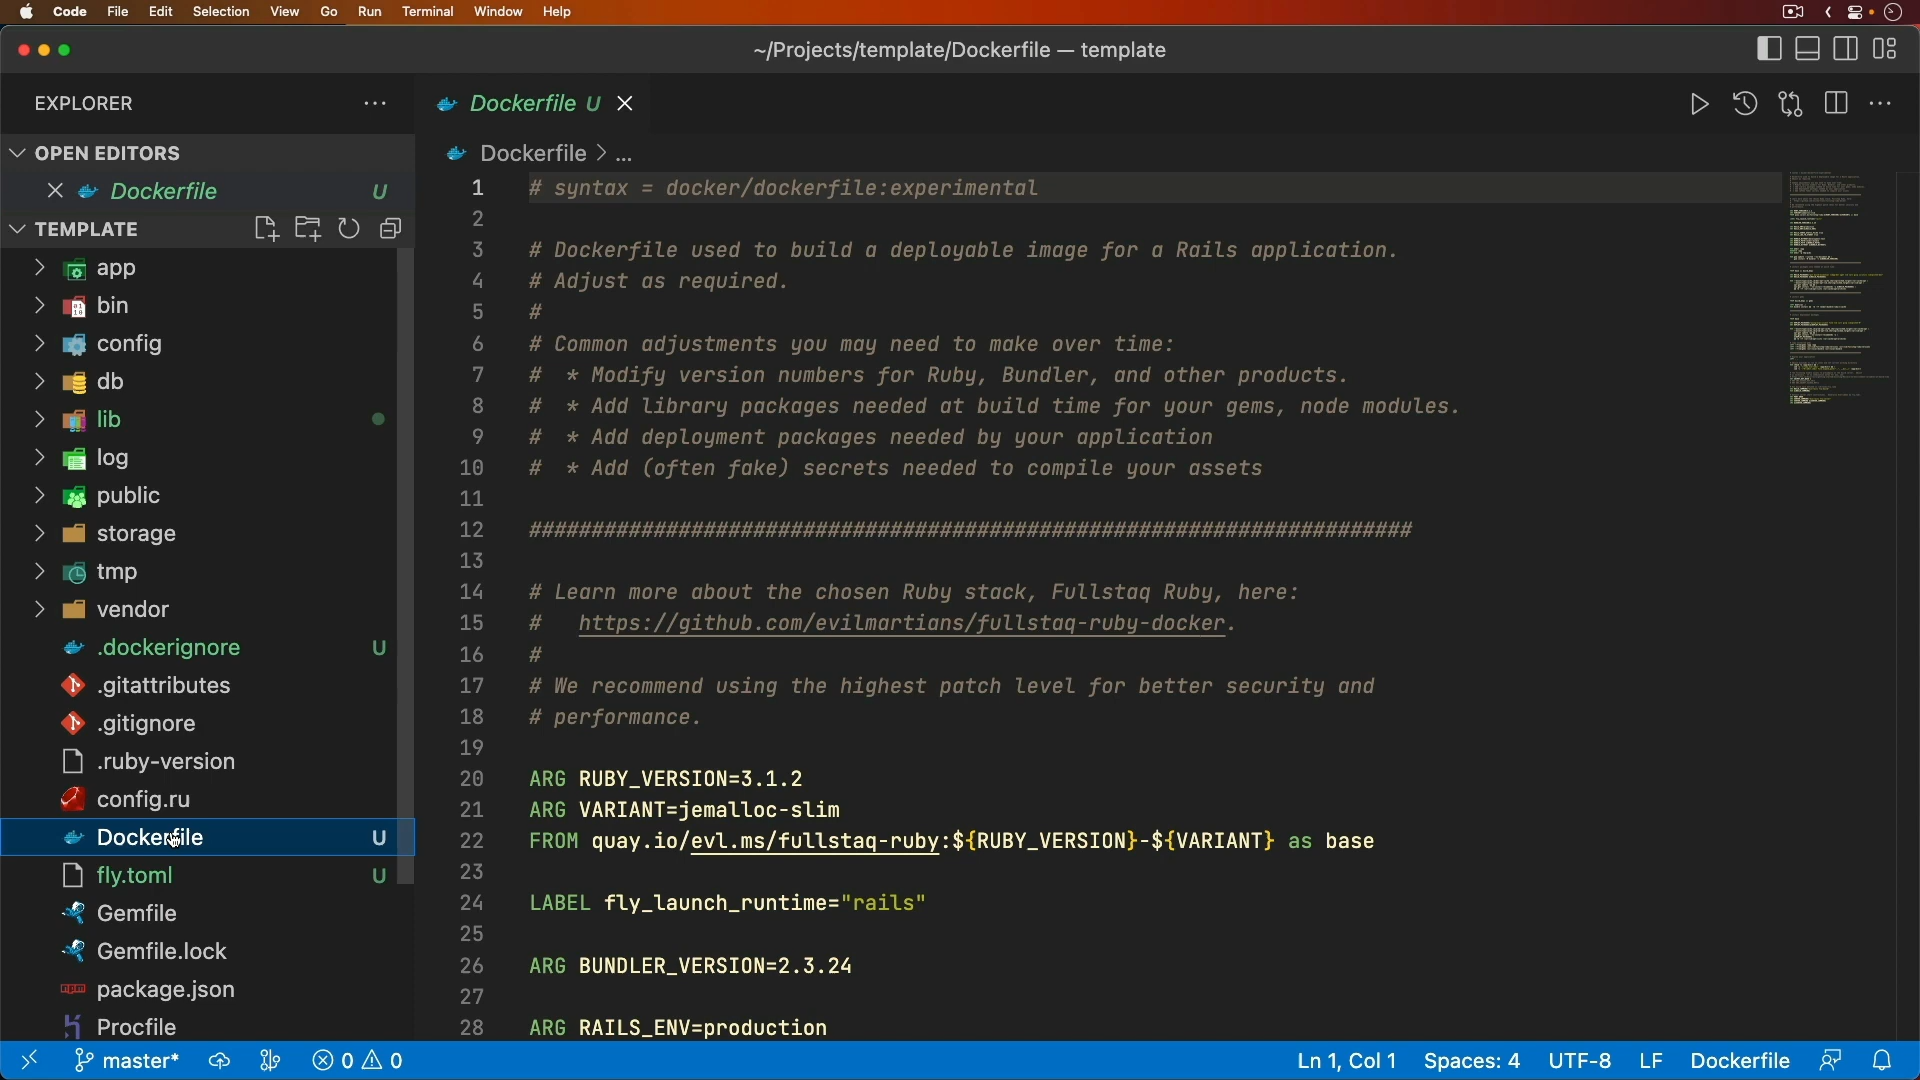 Code File Edit Selection View Go Run Terminal Window Help
~/Projects/template/Dockerfile — template
EXPLORER
OPEN EDITORS
Dockerfile U
TEMPLATE
app
bin
config
db
lib
log
public
storage
tmp
vendor
.dockerignore U
.gitattributes
.gitignore
.ruby-version
config.ru
Dockerfile U
fly.toml U
Gemfile
Gemfile.lock
package.json
Procfile
Dockerfile U
Dockerfile > ...
1 # syntax = docker/dockerfile:experimental
2
3 # Dockerfile used to build a deployable image for a Rails application.
4 # Adjust as required.
5 #
6 # Common adjustments you may need to make over time:
7 #  * Modify version numbers for Ruby, Bundler, and other products.
8 #  * Add library packages needed at build time for your gems, node modules.
9 #  * Add deployment packages needed by your application
10 #  * Add (often fake) secrets needed to compile your assets
11
12 #######################################################################
13
14 # Learn more about the chosen Ruby stack, Fullstaq Ruby, here:
15 #   https://github.com/evilmartians/fullstaq-ruby-docker.
16 #
17 # We recommend using the highest patch level for better security and
18 # performance.
19
20 ARG RUBY_VERSION=3.1.2
21 ARG VARIANT=jemalloc-slim
22 FROM quay.io/evl.ms/fullstaq-ruby:${RUBY_VERSION}-${VARIANT} as base
23
24 LABEL fly_launch_runtime="rails"
25
26 ARG BUNDLER_VERSION=2.3.24
27
28 ARG RAILS_ENV=production
master* 0 0 Ln 1, Col 1 Spaces: 4 UTF-8 LF Dockerfile